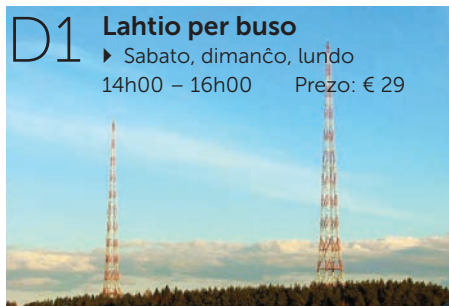 D1
Lahtio per buso
▸ Sabato, dimanĉo, lundo
14h00 – 16h00 Prezo: € 29